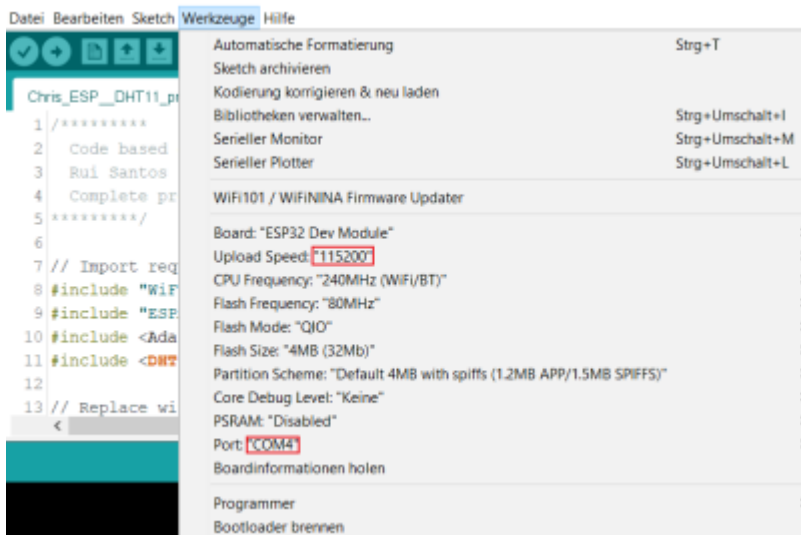 Datei Bearbeiten Sketch Werkzeuge Hilfe
Automatische Formatierung Strg+T
Sketch archivieren
Kodierung korrigieren & neu laden
Bibliotheken verwalten... Strg+Umschalt+I
Serieller Monitor Strg+Umschalt+M
Serieller Plotter Strg+Umschalt+L
WiFi101 / WiFiNINA Firmware Updater
Board: "ESP32 Dev Module"
Upload Speed: "115200"
CPU Frequency: "240MHz (WiFi/BT)"
Flash Frequency: "80MHz"
Flash Mode: "QIO"
Flash Size: "4MB (32Mb)"
Partition Scheme: "Default 4MB with spiffs (1.2MB APP/1.5MB SPIFFS)"
Core Debug Level: "Keine"
PSRAM: "Disabled"
Port: "COM4"
Boardinformationen holen
Programmer
Bootloader brennen
Chris_ESP__DHT11_pr
1 /*********
2 Code based
3 Rui Santos
4 Complete pr
5 *********/
6
7 // Import req
8 #include "WiF
9 #include "ESP
10 #include <Ada
11 #include <DHT
12
13 // Replace wi